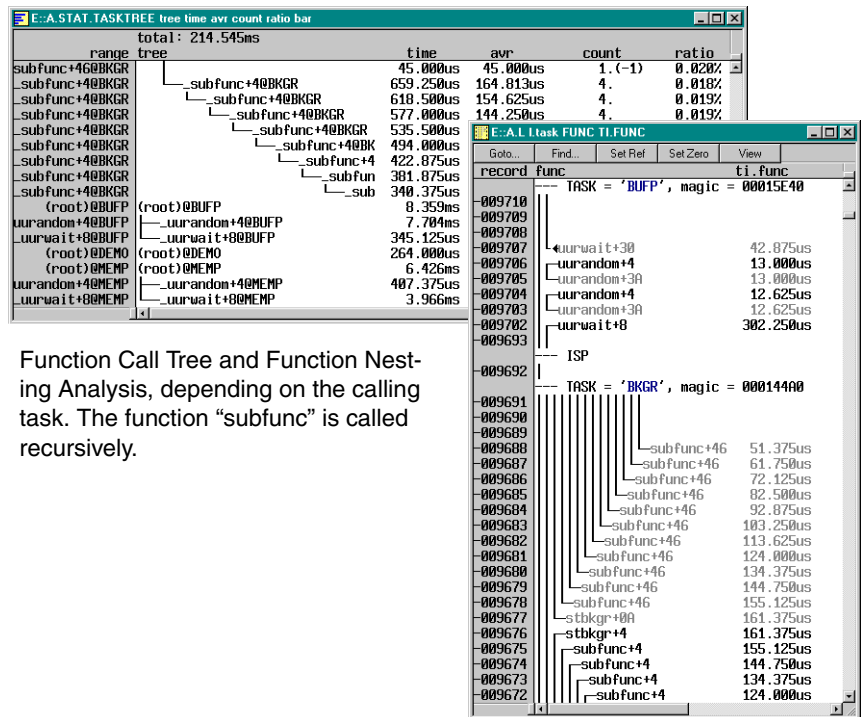 E::A.STAT.TASKTREE tree time avr count ratio bar
total: 214.545ms
range tree time avr count ratio
subfunc+46@BKGR 45.000us 45.000us 1.(-1) 0.020%
_subfunc+4@BKGR _subfunc+4@BKGR 659.250us 164.813us 4. 0.018%
_subfunc+4@BKGR _subfunc+4@BKGR 618.500us 154.625us 4. 0.019%
_subfunc+4@BKGR _subfunc+4@BKGR 577.000us 144.250us 4. 0.019%
_subfunc+4@BKGR _subfunc+4@BKGR 535.500us
_subfunc+4@BKGR _subfunc+4@BK 494.000us
_subfunc+4@BKGR _subfunc+4 422.875us
_subfunc+4@BKGR _subfun 381.875us
_subfunc+4@BKGR _sub 340.375us
(root)@BUFP (root)@BUFP 8.359ms
uurandom+4@BUFP _uurandom+4@BUFP 7.704ms
_uurwait+8@BUFP _uurwait+8@BUFP 345.125us
(root)@DEMO (root)@DEMO 264.000us
(root)@MEMP (root)@MEMP 6.426ms
uurandom+4@MEMP _uurandom+4@MEMP 407.375us
_uurwait+8@MEMP _uurwait+8@MEMP 3.966ms
Function Call Tree and Function Nest-
ing Analysis, depending on the calling
task. The function “subfunc” is called
recursively.
E::A.L I.task FUNC TI.FUNC
Goto... Find... Set Ref Set Zero View
record func ti.func
--- TASK = 'BUFP', magic = 00015E40
-009710
-009709
-009708
-009707 uurwait+30 42.875us
-009706 uurandom+4 13.000us
-009705 uurandom+3A 13.000us
-009704 uurandom+4 12.625us
-009703 uurandom+3A 12.625us
-009702 uurwait+8 302.250us
-009693
--- ISP
-009692
--- TASK = 'BKGR', magic = 000144A0
-009691
-009690
-009689
-009688 subfunc+46 51.375us
-009687 subfunc+46 61.750us
-009686 subfunc+46 72.125us
-009685 subfunc+46 82.500us
-009684 subfunc+46 92.875us
-009683 subfunc+46 103.250us
-009682 subfunc+46 113.625us
-009681 subfunc+46 124.000us
-009680 subfunc+46 134.375us
-009679 subfunc+46 144.750us
-009678 subfunc+46 155.125us
-009677 stbkgr+0A 161.375us
-009676 stbkgr+4 161.375us
-009675 subfunc+4 155.125us
-009674 subfunc+4 144.750us
-009673 subfunc+4 134.375us
-009672 subfunc+4 124.000us